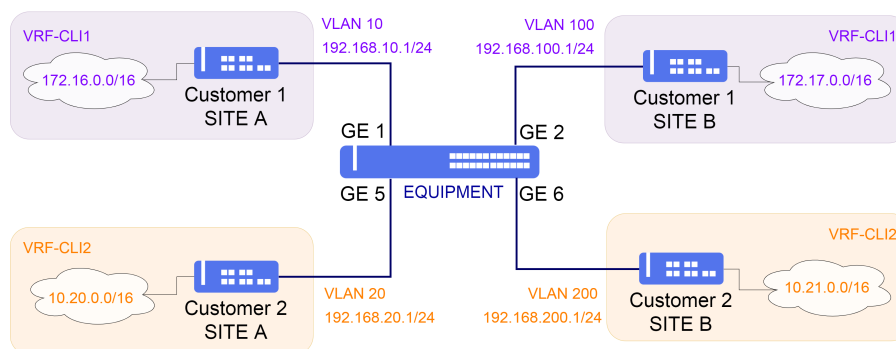 VRF-CLI1
172.16.0.0/16
Customer 1
SITE A
VLAN 10
192.168.10.1/24
VLAN 100
192.168.100.1/24
VRF-CLI1
172.17.0.0/16
Customer 1
SITE B
GE 1
GE 2
GE 5
EQUIPMENT
GE 6
VRF-CLI2
10.20.0.0/16
Customer 2
SITE A
VLAN 20
192.168.20.1/24
VLAN 200
192.168.200.1/24
VRF-CLI2
10.21.0.0/16
Customer 2
SITE B